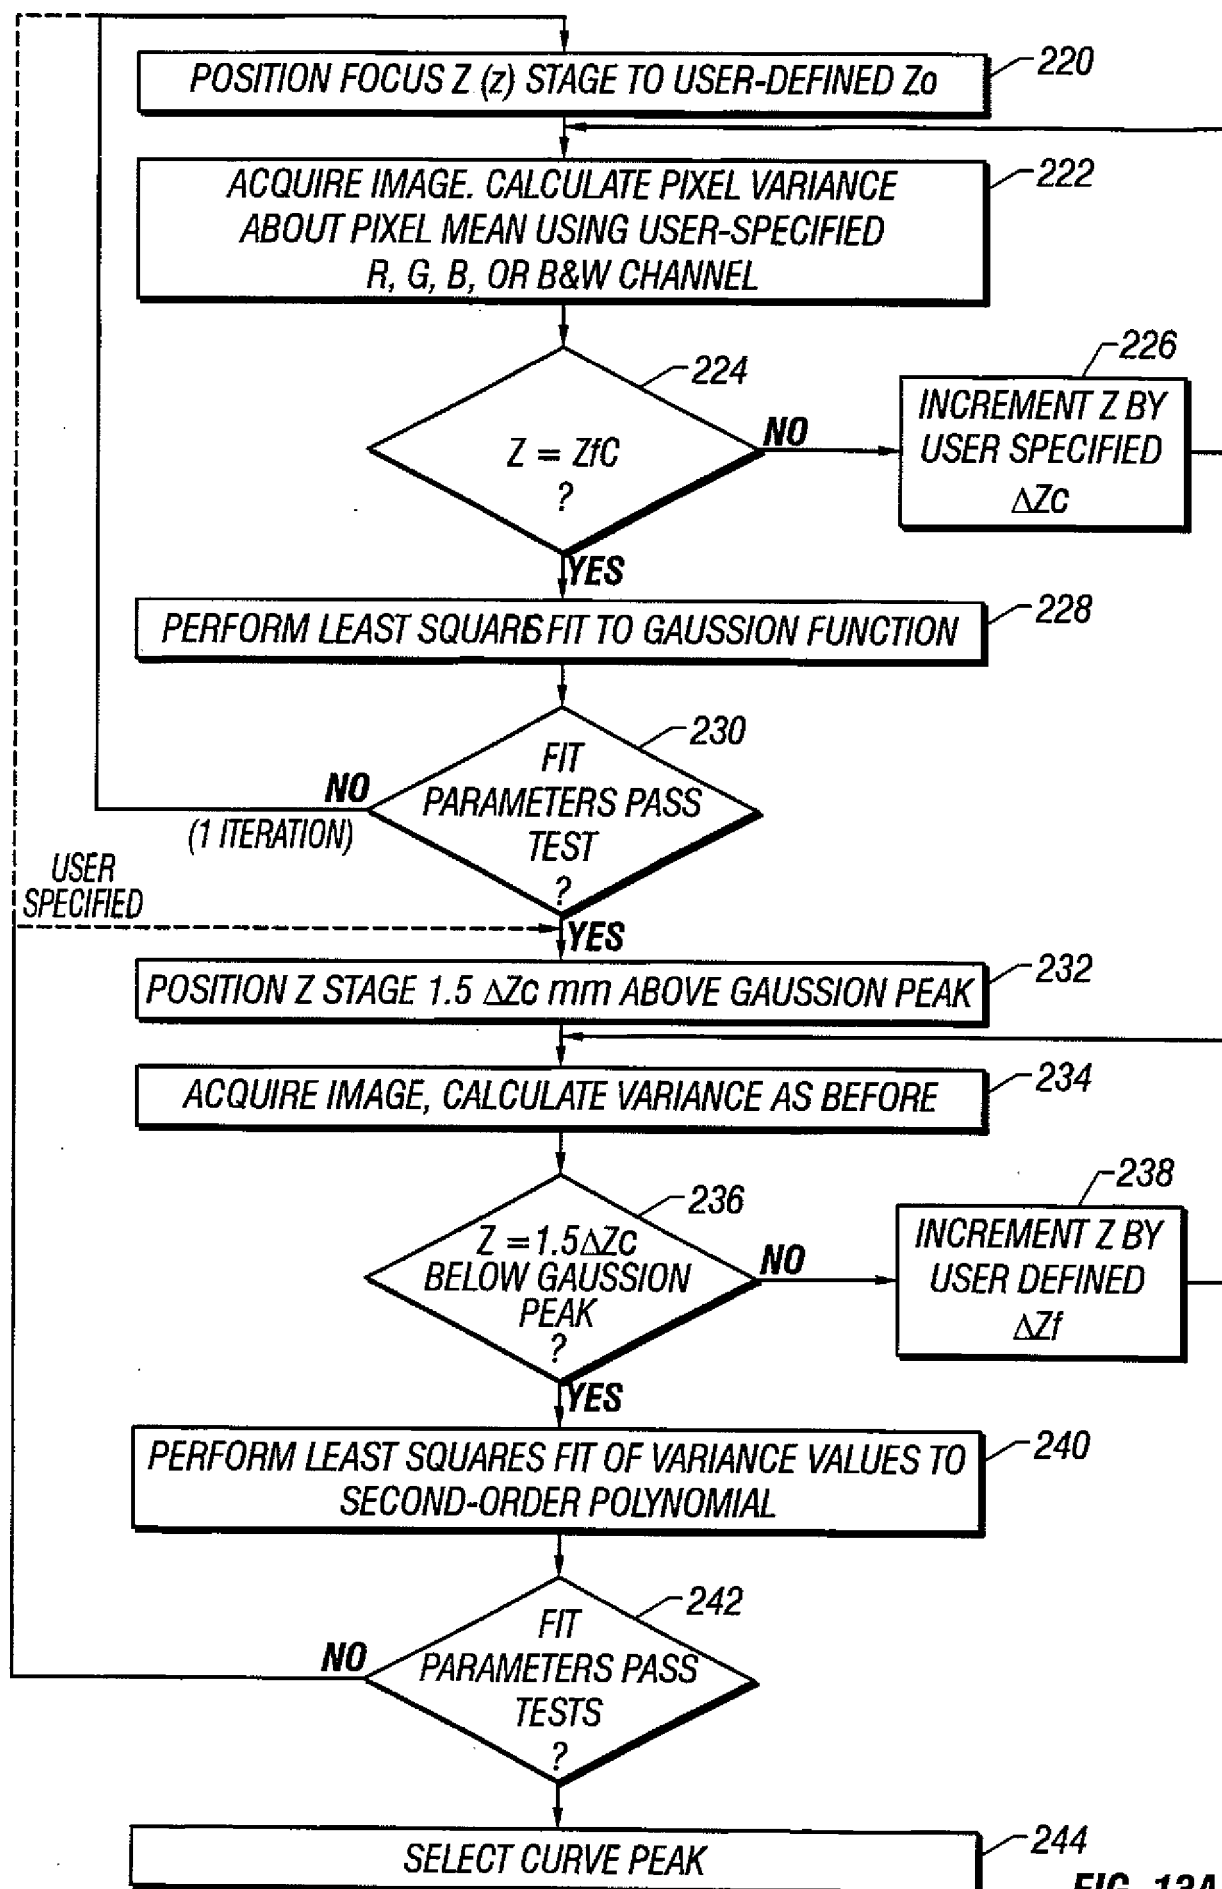 POSITION FOCUS Z (z) STAGE TO USER-DEFINED Zo
220
ACQUIRE IMAGE. CALCULATE PIXEL VARIANCE
ABOUT PIXEL MEAN USING USER-SPECIFIED
R, G, B, OR B&W CHANNEL
222
224
Z = ZfC
?
NO
226
INCREMENT Z BY
USER SPECIFIED
ΔZc
YES
PERFORM LEAST SQUARES FIT TO GAUSSION FUNCTION
228
230
FIT
PARAMETERS PASS
TEST
?
NO
(1 ITERATION)
USER
SPECIFIED
YES
POSITION Z STAGE 1.5 ΔZc mm ABOVE GAUSSION PEAK
232
ACQUIRE IMAGE, CALCULATE VARIANCE AS BEFORE
234
236
Z = 1.5ΔZc
BELOW GAUSSION
PEAK
?
NO
238
INCREMENT Z BY
USER DEFINED
ΔZf
YES
PERFORM LEAST SQUARES FIT OF VARIANCE VALUES TO
SECOND-ORDER POLYNOMIAL
240
242
FIT
PARAMETERS PASS
TESTS
?
NO
SELECT CURVE PEAK
244
FIG. 13A